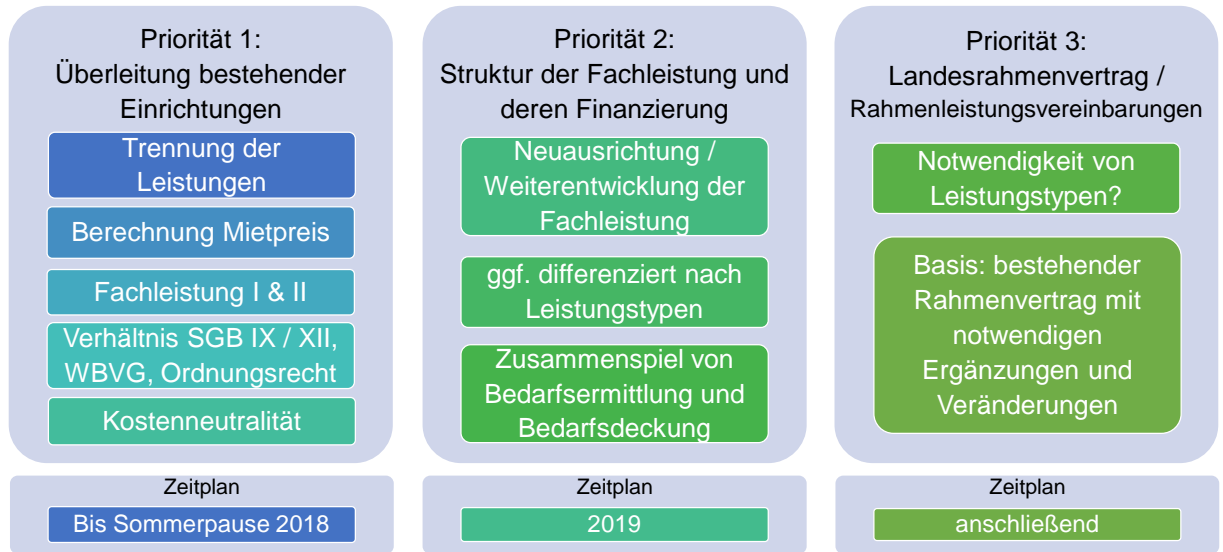 Priorität 1:
Überleitung bestehender
Einrichtungen
Trennung der
Leistungen
Berechnung Mietpreis
Fachleistung I & II
Verhältnis SGB IX / XII,
WBVG, Ordnungsrecht
Kostenneutralität
Zeitplan
Bis Sommerpause 2018
Priorität 2:
Struktur der Fachleistung und
deren Finanzierung
Neuausrichtung /
Weiterentwicklung der
Fachleistung
ggf. differenziert nach
Leistungstypen
Zusammenspiel von
Bedarfsermittlung und
Bedarfsdeckung
Zeitplan
2019
Priorität 3:
Landesrahmenvertrag /
Rahmenleistungsvereinbarungen
Notwendigkeit von
Leistungstypen?
Basis: bestehender
Rahmenvertrag mit
notwendigen
Ergänzungen und
Veränderungen
Zeitplan
anschließend